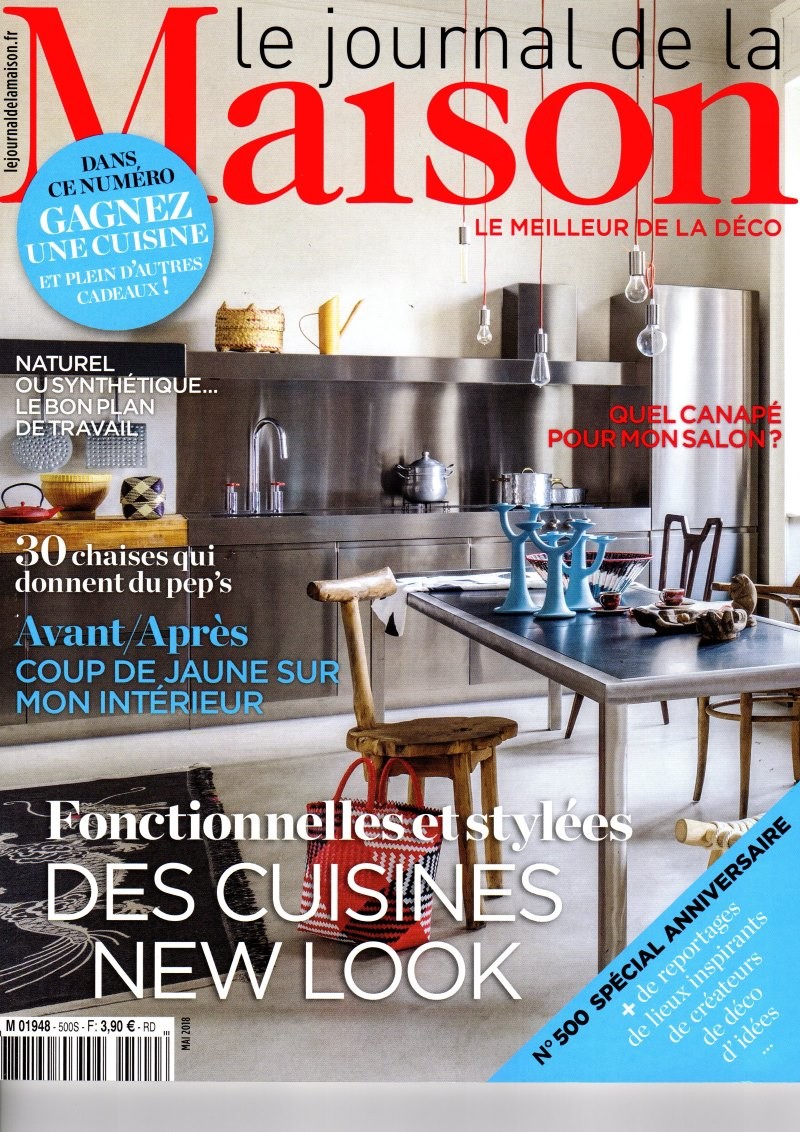 lejournaldelamaison.fr
le journal de la
Maison
LE MEILLEUR DE LA DÉCO
DANS
CE NUMÉRO
GAGNEZ
UNE CUISINE
ET PLEIN D'AUTRES
CADEAUX !
NATUREL
OU SYNTHÉTIQUE...
LE BON PLAN
DE TRAVAIL
QUEL CANAPÉ
POUR MON SALON ?
30 chaises qui
donnent du pep's
Avant/Après
COUP DE JAUNE SUR
MON INTÉRIEUR
Fonctionnelles et stylées
DES CUISINES
NEW LOOK
N° 500 SPÉCIAL ANNIVERSAIRE
+ de reportages
de lieux inspirants
de créateurs
de déco
d'idées
...
M 01948 - 500S - F: 3,90 € - RD
MAI 2018